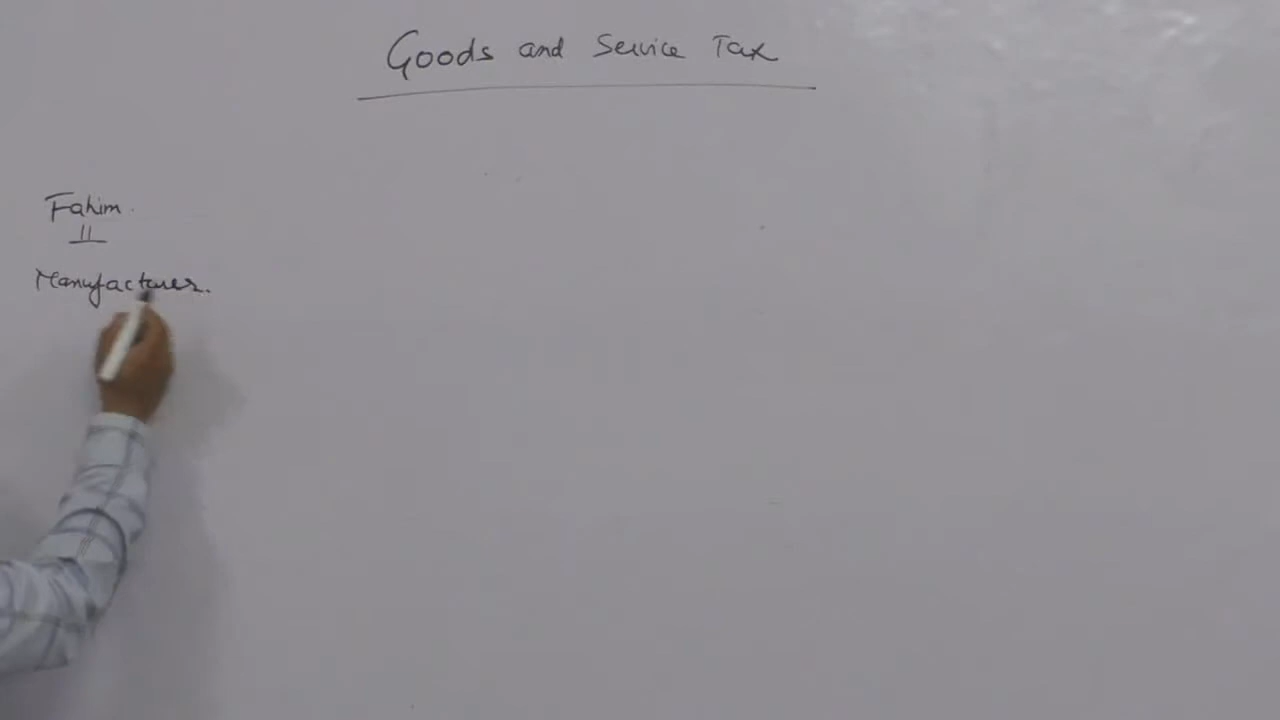 Goods and Service Tax
Fahim.
||
Manufacturer.